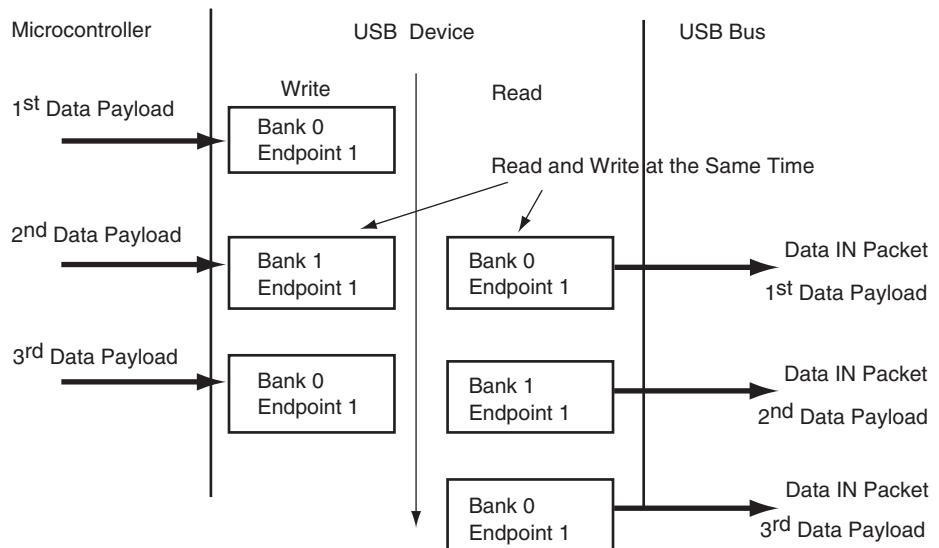 Microcontroller
USB Device
USB Bus
Write
Read
1st Data Payload
Bank 0
Endpoint 1
Read and Write at the Same Time
2nd Data Payload
Bank 1
Endpoint 1
Bank 0
Endpoint 1
Data IN Packet
1st Data Payload
3rd Data Payload
Bank 0
Endpoint 1
Bank 1
Endpoint 1
Data IN Packet
2nd Data Payload
Bank 0
Endpoint 1
Data IN Packet
3rd Data Payload